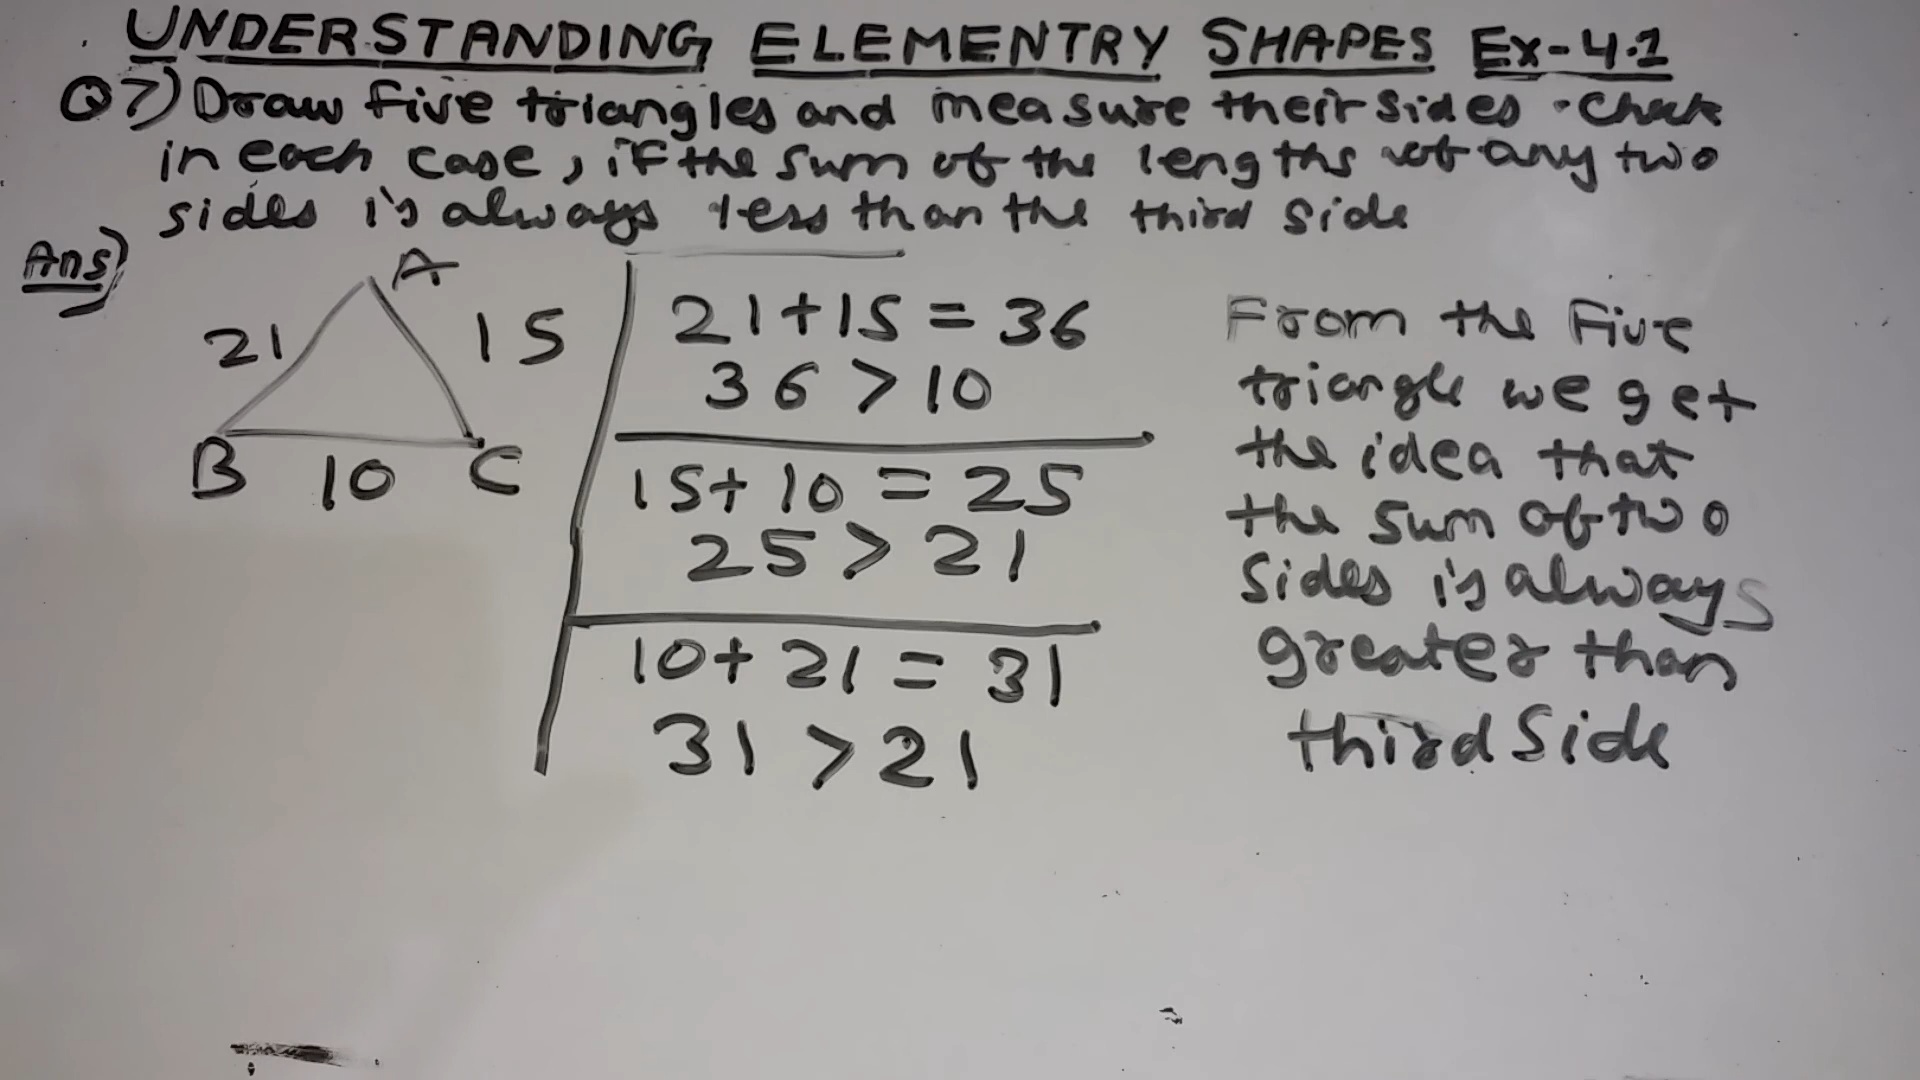 UNDERSTANDING ELEMENTRY SHAPES Ex-4.1
Q7) Draw five triangles and measure their sides. Check
in each case, if the sum of the lengths of any two
sides is always less than the third side
Ans)
A
21
15
B
10
C
21+15 = 36
36 > 10
15+10 = 25
25 > 21
10+21 = 31
31 > 21
From the five
triangle we get
the idea that
the sum of two
sides is always
greater than
third side